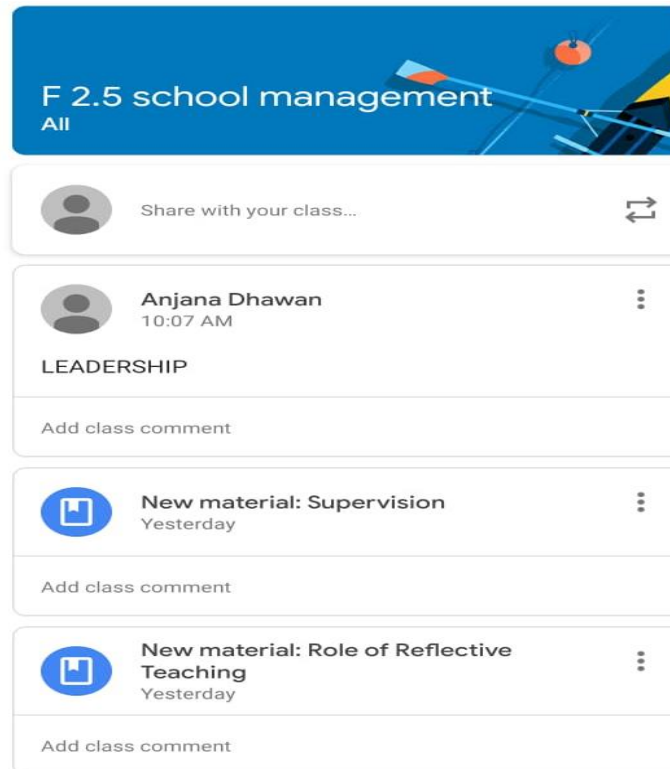 F 2.5 school management
All
Share with your class...
Anjana Dhawan
10:07 AM
LEADERSHIP
Add class comment
New material: Supervision
Yesterday
Add class comment
New material: Role of Reflective
Teaching
Yesterday
Add class comment